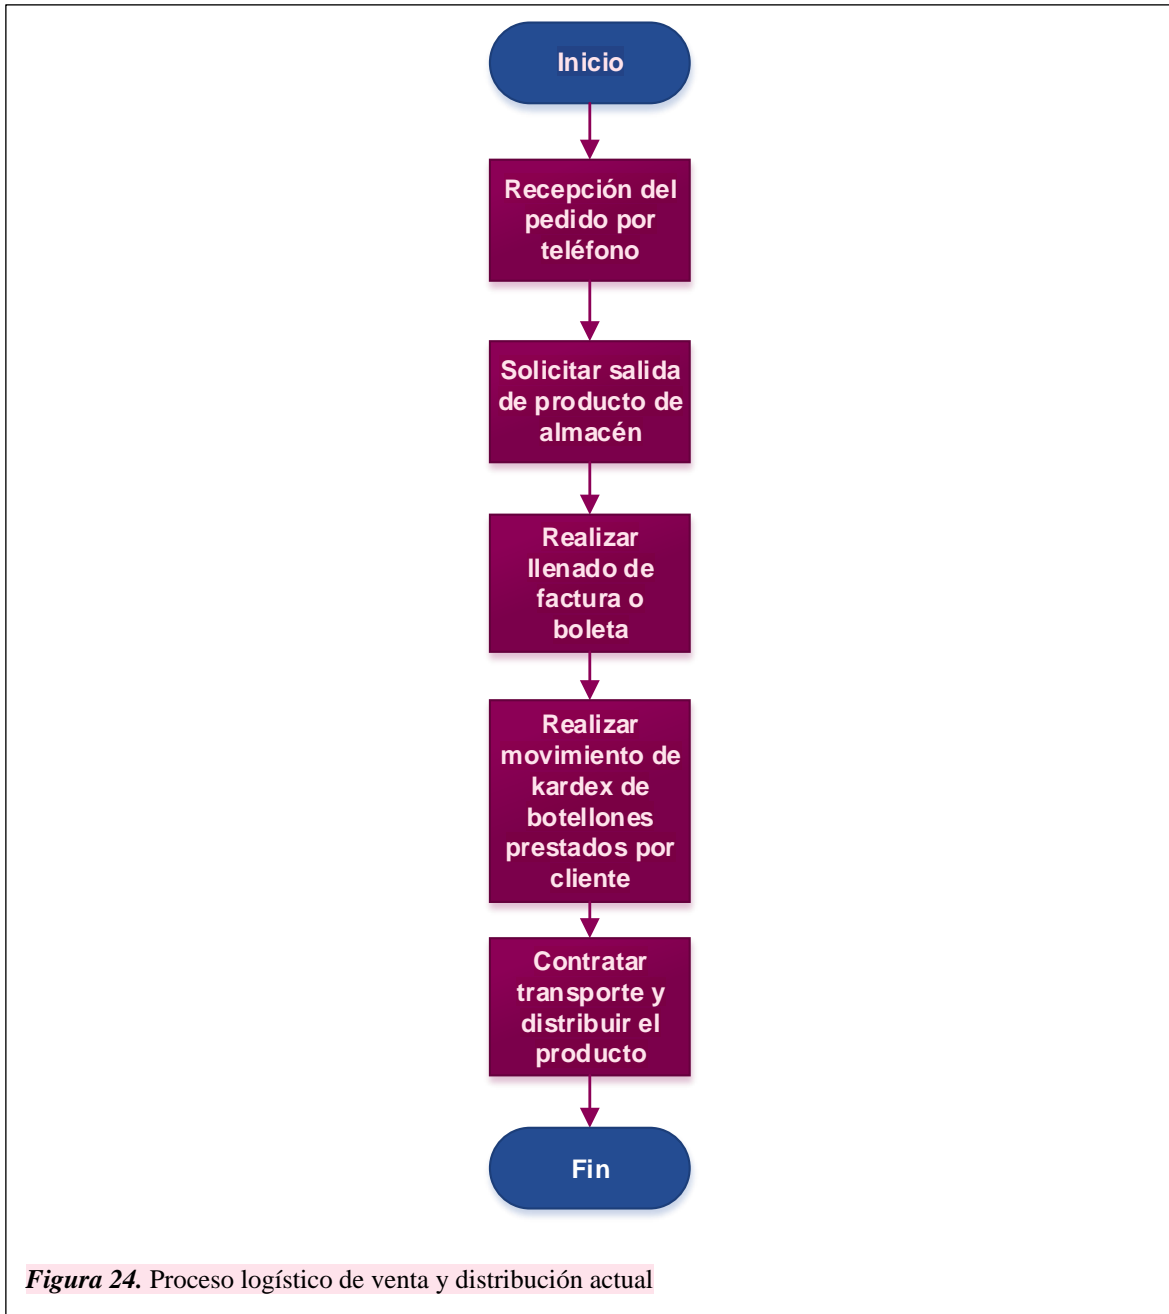 Inicio
Recepción del
pedido por
teléfono
Solicitar salida
de producto de
almacén
Realizar
llenado de
factura o
boleta
Realizar
movimiento de
kardex de
botellones
prestados por
cliente
Contratar
transporte y
distribuir el
producto
Fin
Figura 24. Proceso logístico de venta y distribución actual